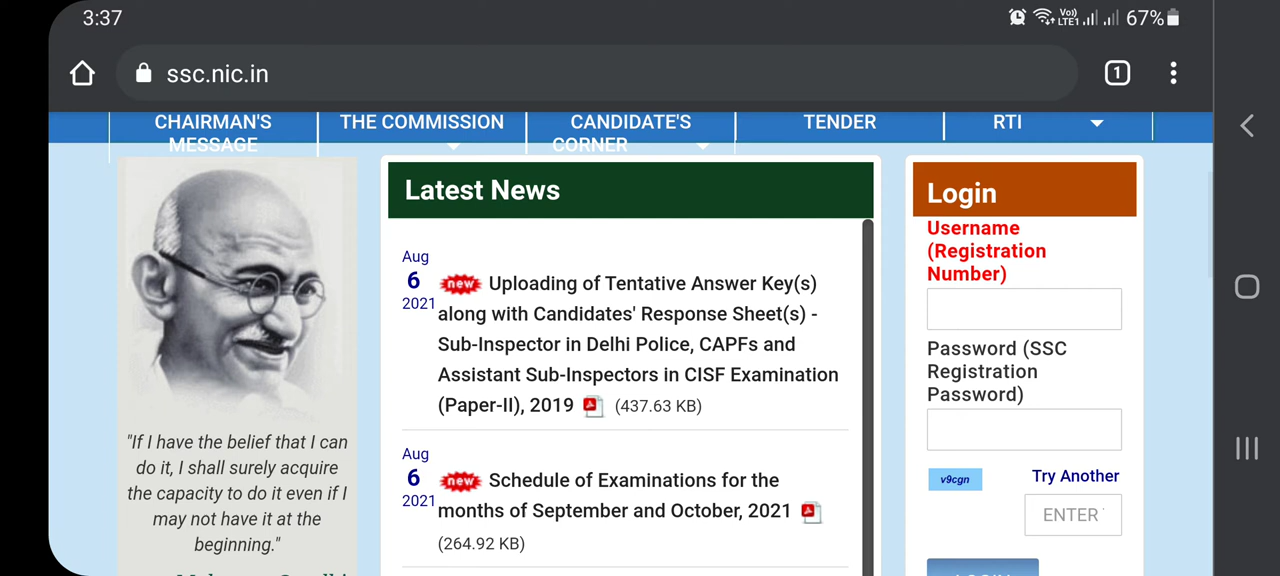 3:37
Vo)) LTE1 67%
ssc.nic.in
1
CHAIRMAN'S MESSAGE
THE COMMISSION
CANDIDATE'S CORNER
TENDER
RTI
"If I have the belief that I can
do it, I shall surely acquire
the capacity to do it even if I
may not have it at the
beginning."
Latest News
Aug
6
2021
new Uploading of Tentative Answer Key(s)
along with Candidates' Response Sheet(s) -
Sub-Inspector in Delhi Police, CAPFs and
Assistant Sub-Inspectors in CISF Examination
(Paper-II), 2019 (437.63 KB)
Aug
6
2021
new Schedule of Examinations for the
months of September and October, 2021
(264.92 KB)
Login
Username
(Registration
Number)
Password (SSC
Registration
Password)
v9cgn Try Another
ENTER